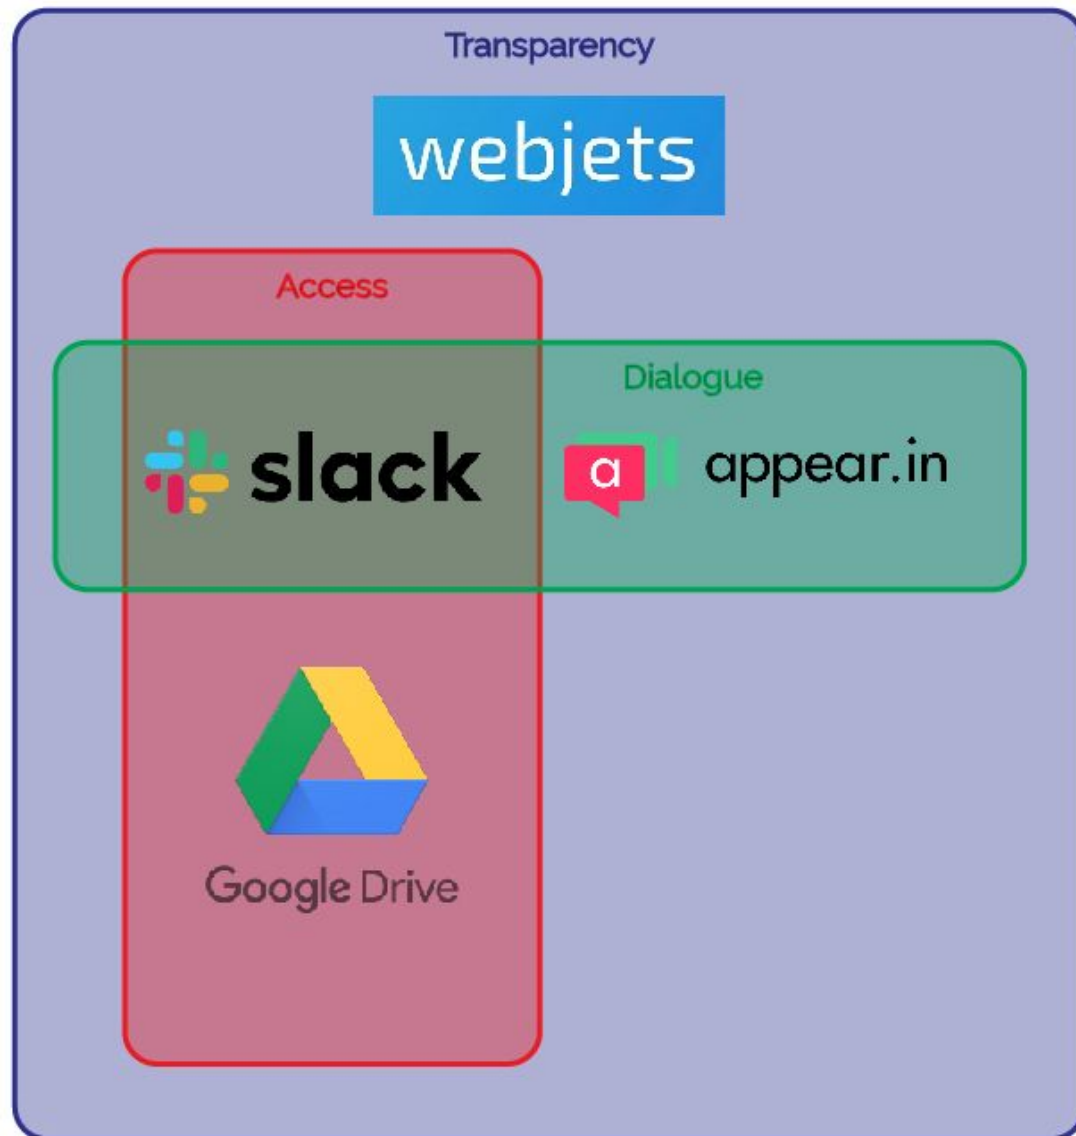 Transparency
webjets
Access
Dialogue
slack
a appear.in
Google Drive